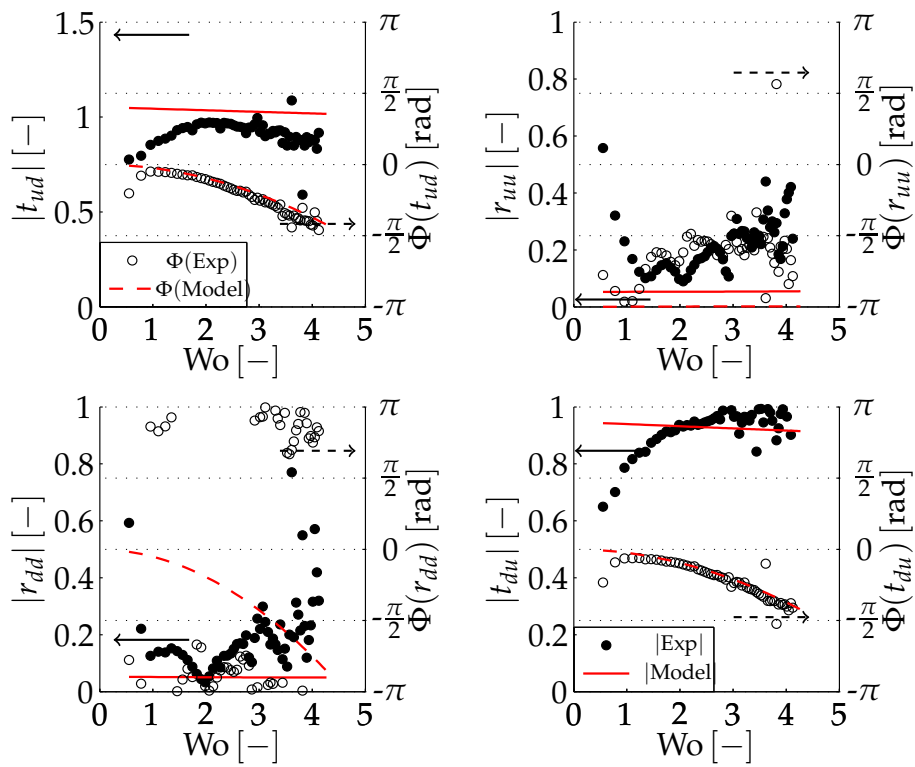 1.5
1
0.5
0
π
π/2
0
-π/2
-π
|t_ud| [−]
Φ(t_ud) [rad]
Φ(Exp)
Φ(Model)
0 1 2 3 4 5
Wo [−]
1
0.8
0.6
0.4
0.2
0
π
π/2
0
-π/2
-π
|r_uu| [−]
Φ(r_uu) [rad]
0 1 2 3 4 5
Wo [−]
1
0.8
0.6
0.4
0.2
0
π
π/2
0
-π/2
-π
|r_dd| [−]
Φ(r_dd) [rad]
0 1 2 3 4 5
Wo [−]
1
0.8
0.6
0.4
0.2
0
π
π/2
0
-π/2
-π
|t_du| [−]
Φ(t_du) [rad]
|Exp|
|Model|
0 1 2 3 4 5
Wo [−]